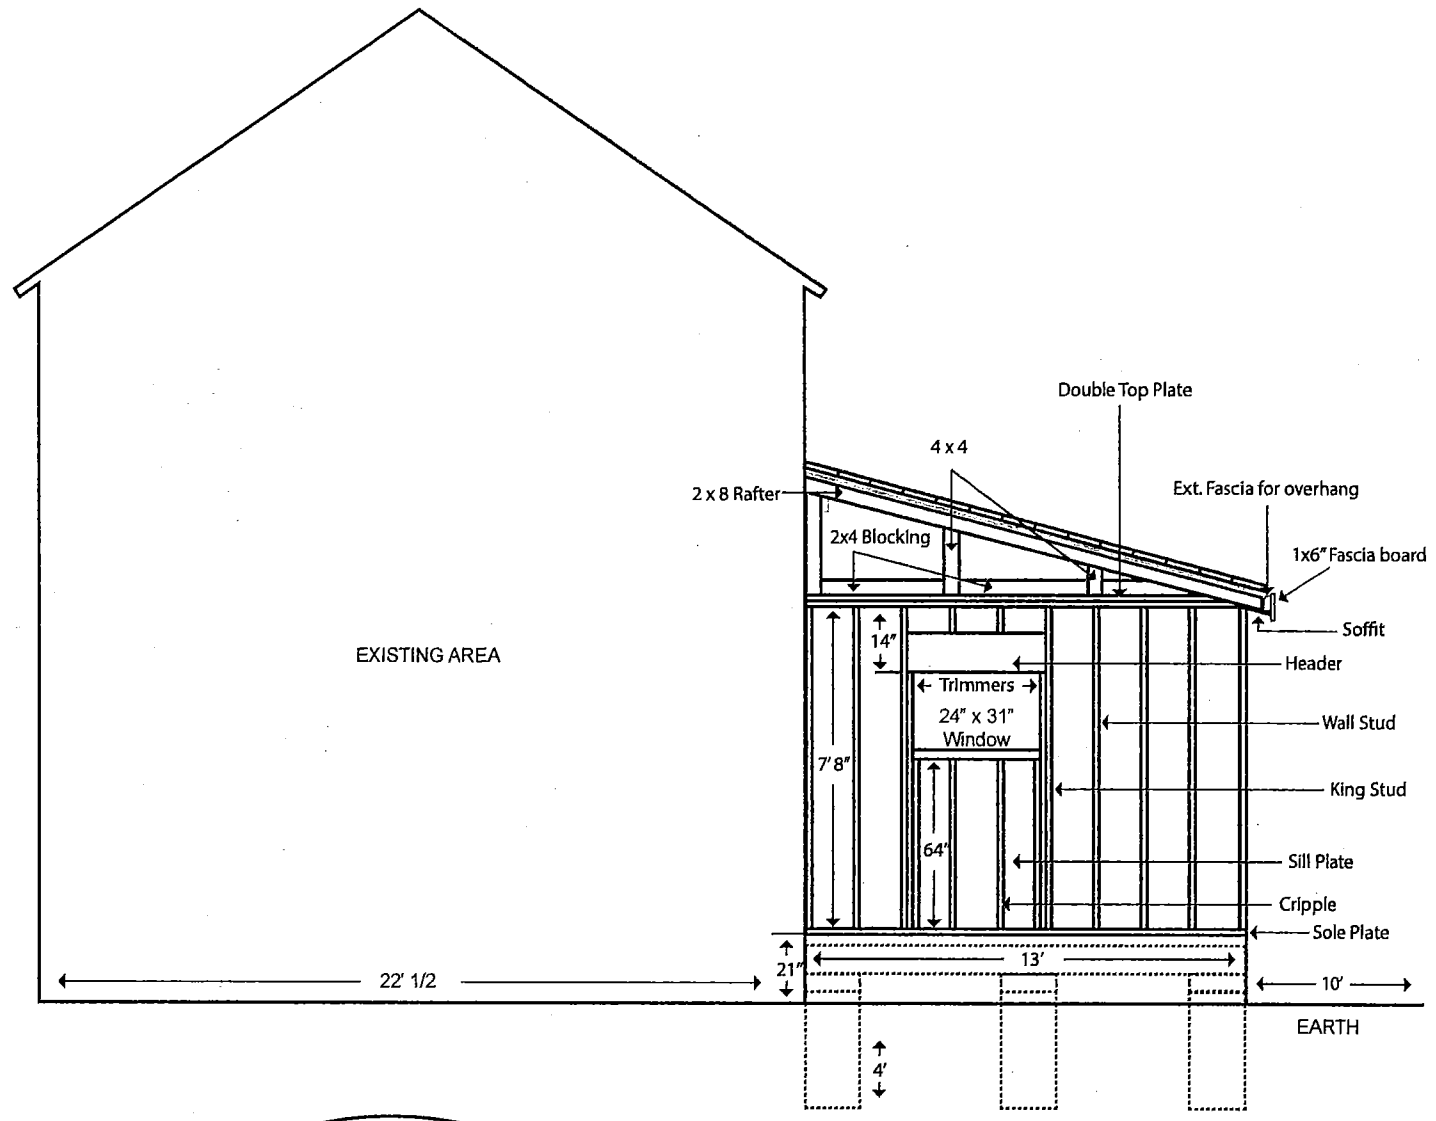 Double Top Plate
4 x 4
Ext. Fascia for overhang
2 x 8 Rafter
2x4 Blocking
1x6" Fascia board
Soffit
14"
EXISTING AREA
Header
Trimmers
24" x 31"
Window
Wall Stud
7' 8"
King Stud
64"
Sill Plate
Cripple
Sole Plate
13'
21"
22' 1/2
10'
EARTH
4'